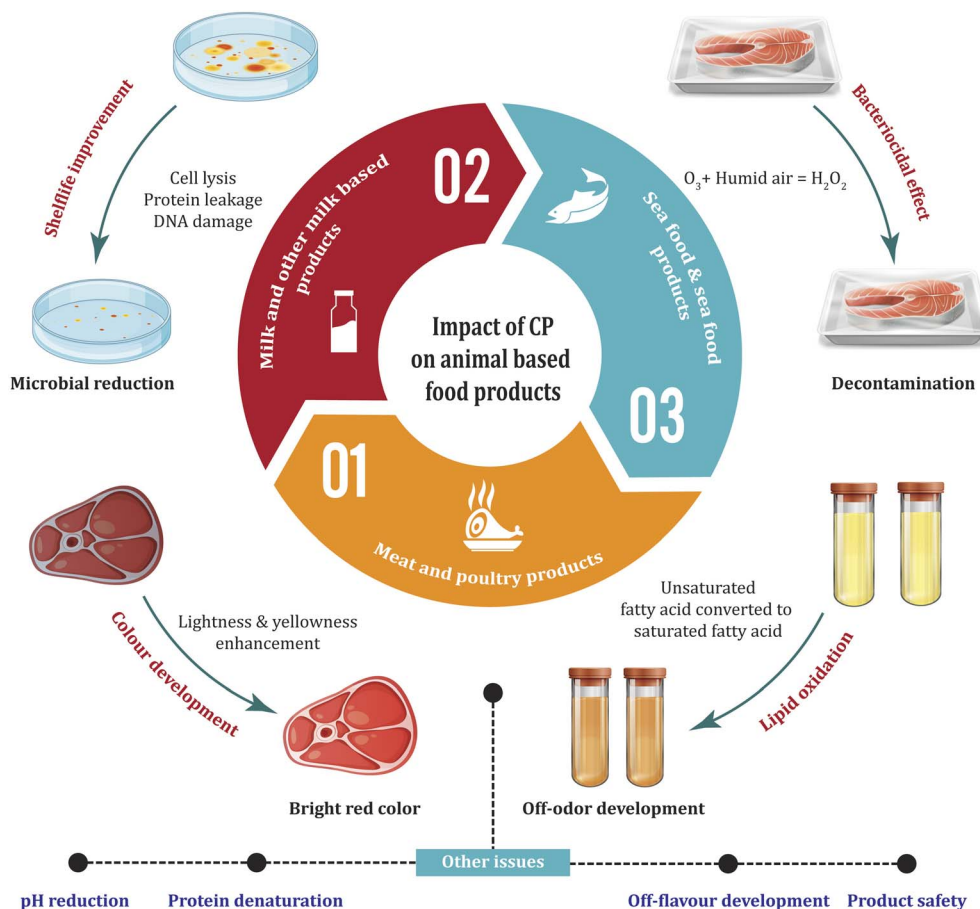 Shelflife improvement
Cell lysis
Protein leakage
DNA damage
Microbial reduction
02
Milk and other milk based
products
03
Sea food & sea food
products
01
Meat and poultry products
Impact of CP
on animal based
food products
O₃+ Humid air = H₂O₂
Bacteriocidal effect
Decontamination
Colour development
Lightness & yellowness
enhancement
Bright red color
Unsaturated
fatty acid converted to
saturated fatty acid
Lipid oxidation
Off-odor development
Other issues
pH reduction
Protein denaturation
Off-flavour development
Product safety